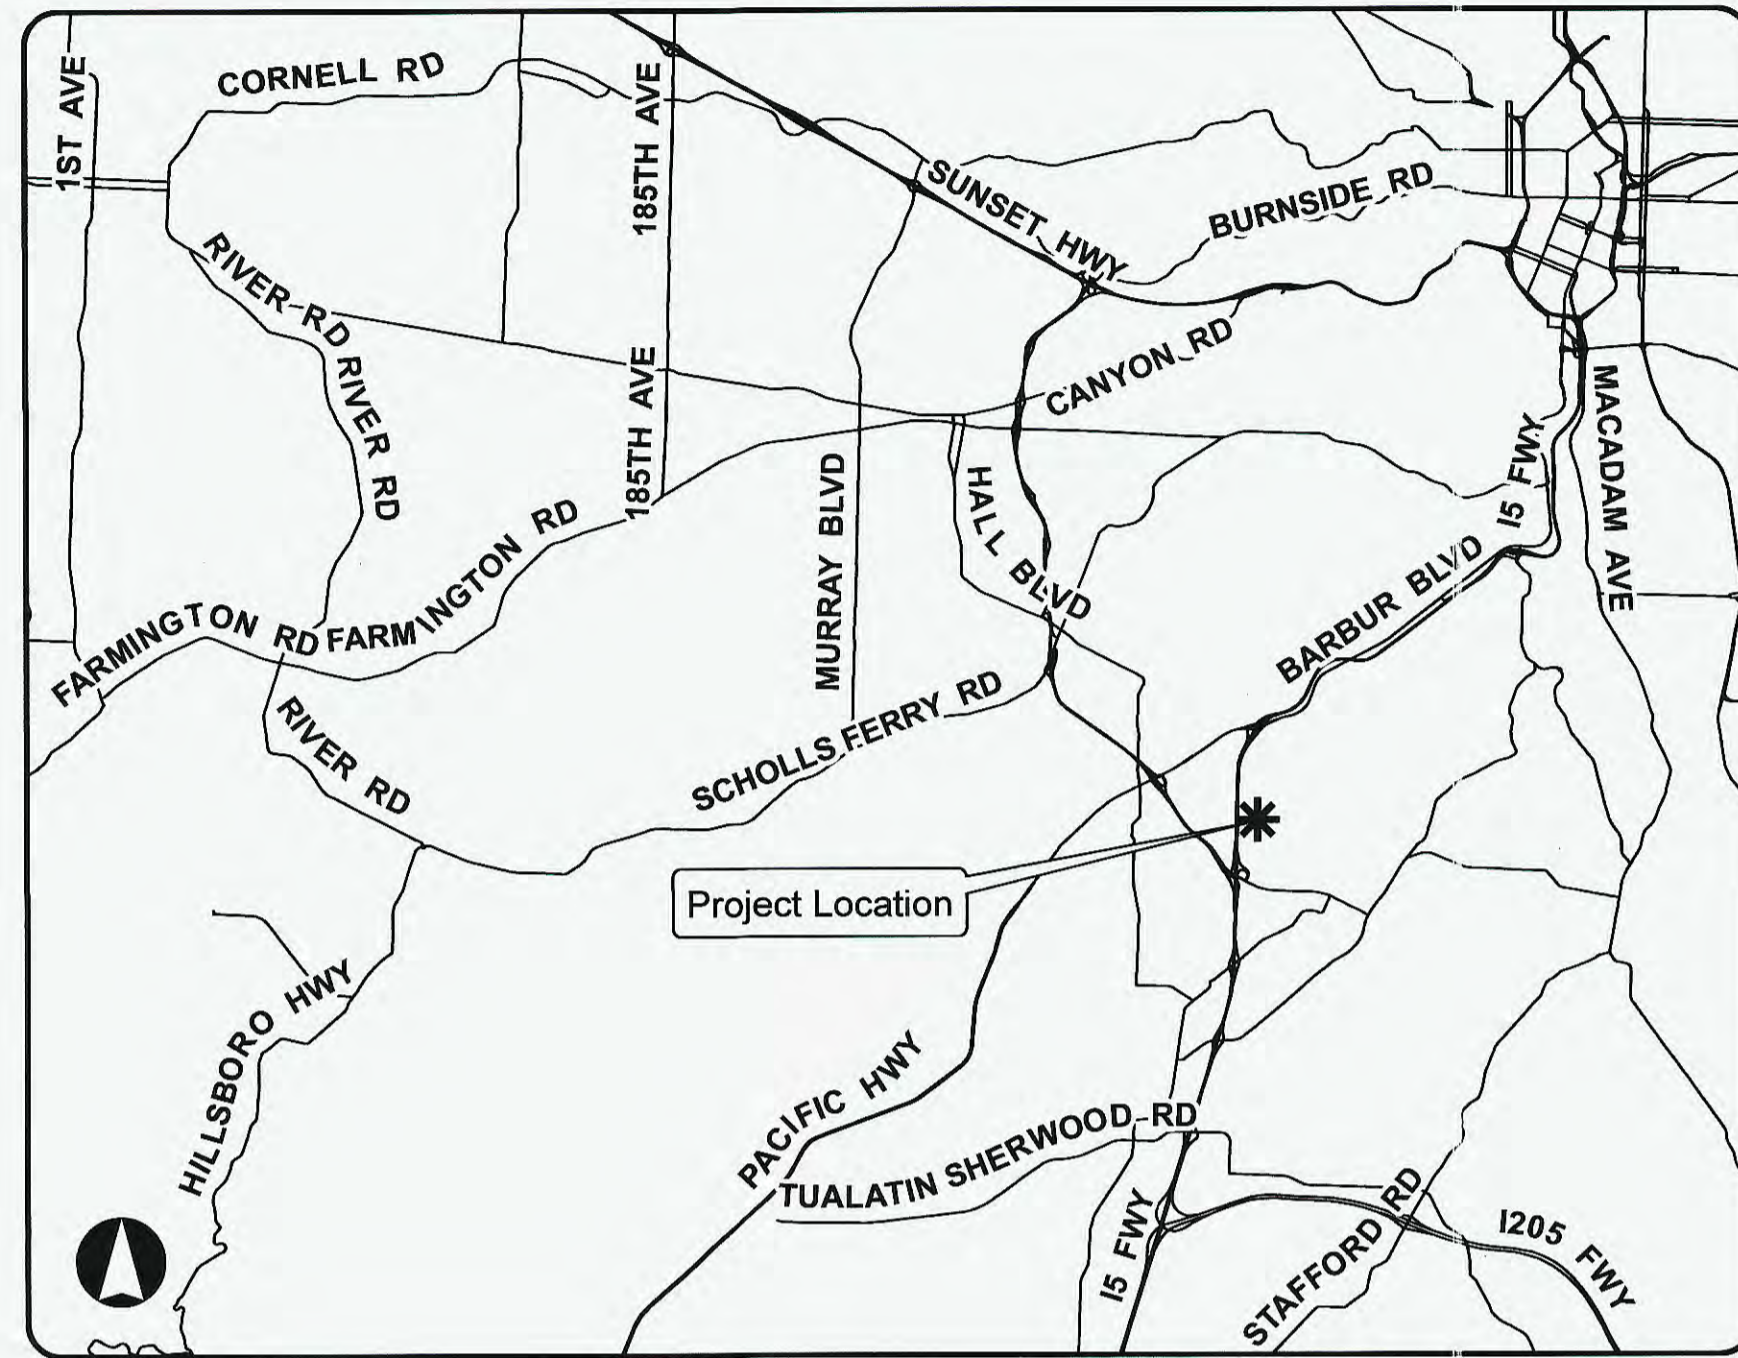 1ST AVE
CORNELL RD
185TH AVE
SUNSET HWY
BURNSIDE RD
RIVER RD
RIVER RD
185TH AVE
CANYON RD
MACADAM AVE
I5 FWY
MURRAY BLVD
HALL BLVD
FARMINGTON RD
FARMINGTON RD
BARBUR BLVD
RIVER RD
SCHOLLS FERRY RD
Project Location
HILLSBORO HWY
PACIFIC HWY
TUALATIN SHERWOOD RD
I5 FWY
STAFFORD RD
I205 FWY